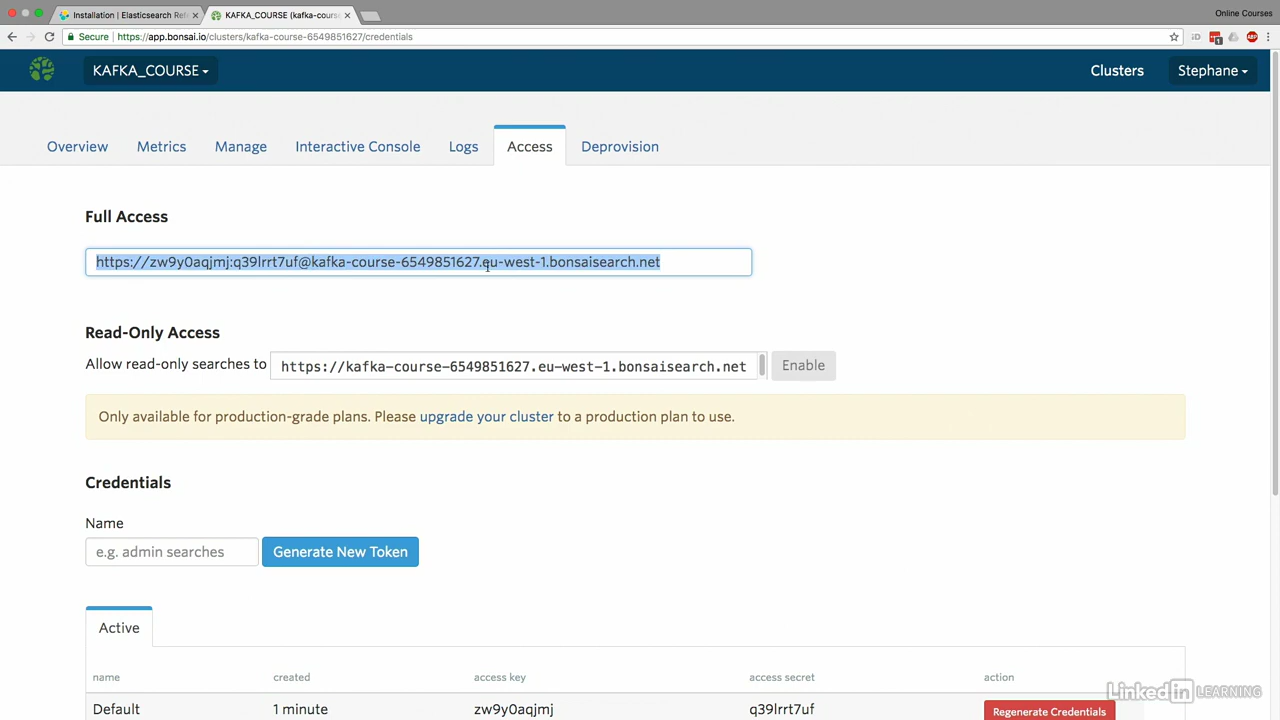 Installation | Elasticsearch Ref
KAFKA_COURSE (kafka-cours
Online Courses
Secure | https://app.bonsai.io/clusters/kafka-course-6549851627/credentials
KAFKA_COURSE
Clusters
Stephane
Overview
Metrics
Manage
Interactive Console
Logs
Access
Deprovision
Full Access
https://zw9y0aqjmj:q39lrrt7uf@kafka-course-6549851627.eu-west-1.bonsaisearch.net
Read-Only Access
Allow read-only searches to https://kafka-course-6549851627.eu-west-1.bonsaisearch.net Enable
Only available for production-grade plans. Please upgrade your cluster to a production plan to use.
Credentials
Name
e.g. admin searches Generate New Token
Active
name created access key access secret action
Default 1 minute zw9y0aqjmj q39lrrt7uf Regenerate Credentials
LinkedIn LEARNING